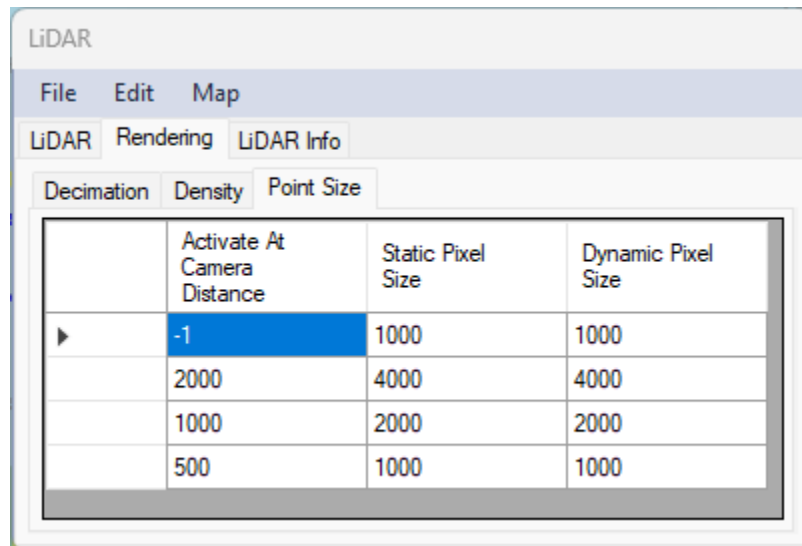 LiDAR
File Edit Map
LiDAR Rendering LiDAR Info
Decimation Density Point Size
Activate At Camera Distance Static Pixel Size Dynamic Pixel Size
-1 1000 1000
2000 4000 4000
1000 2000 2000
500 1000 1000